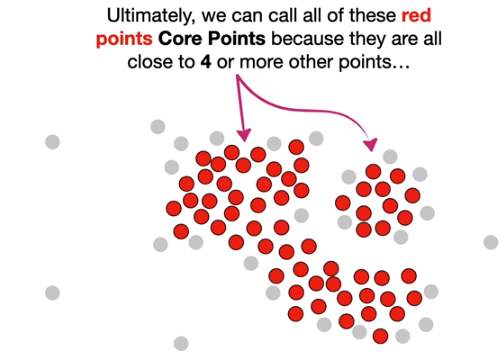 Ultimately, we can call all of these red
points Core Points because they are all
close to 4 or more other points…